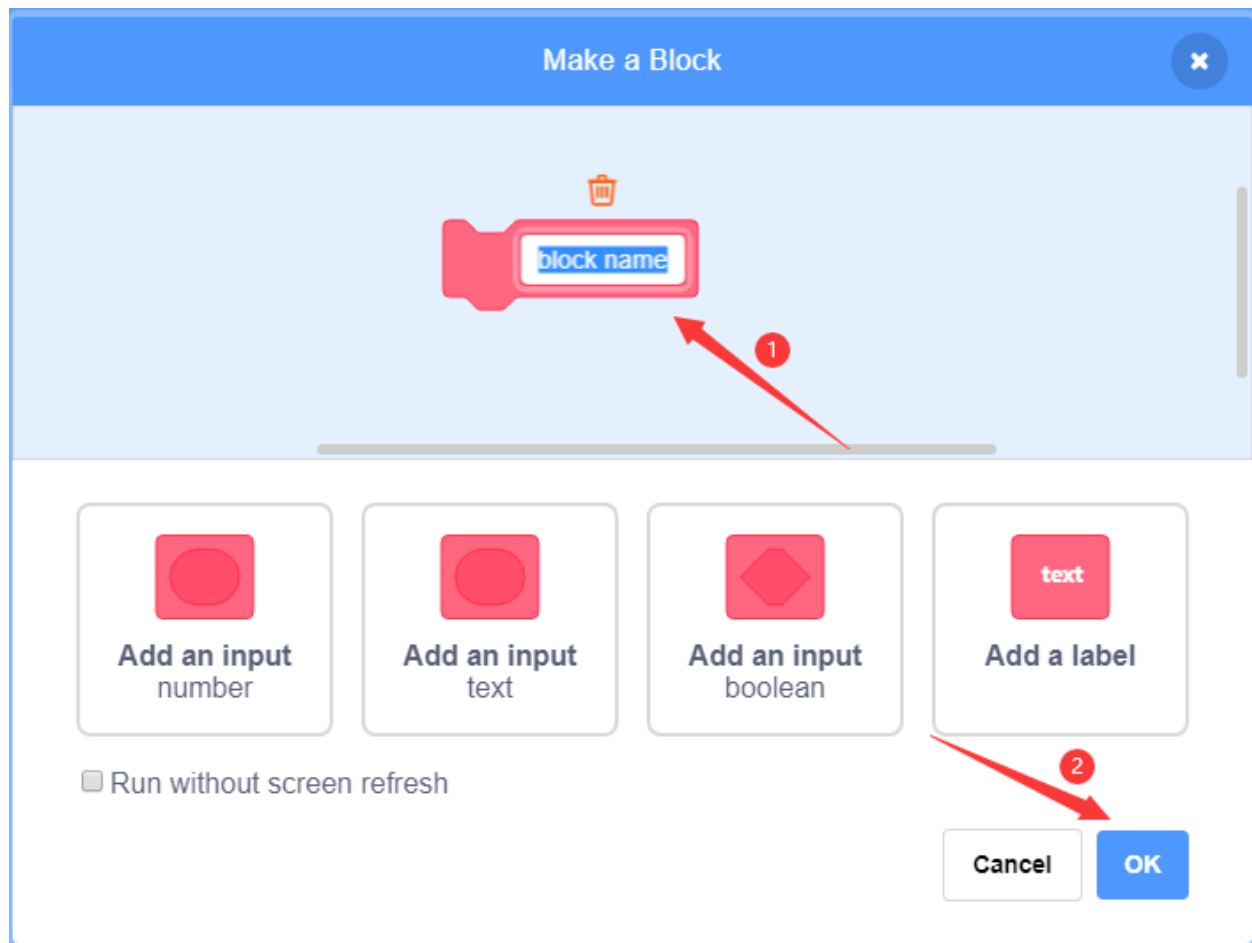 Make a Block
block name
1
Add an input
number
Add an input
text
Add an input
boolean
text
Add a label
Run without screen refresh
2
Cancel
OK